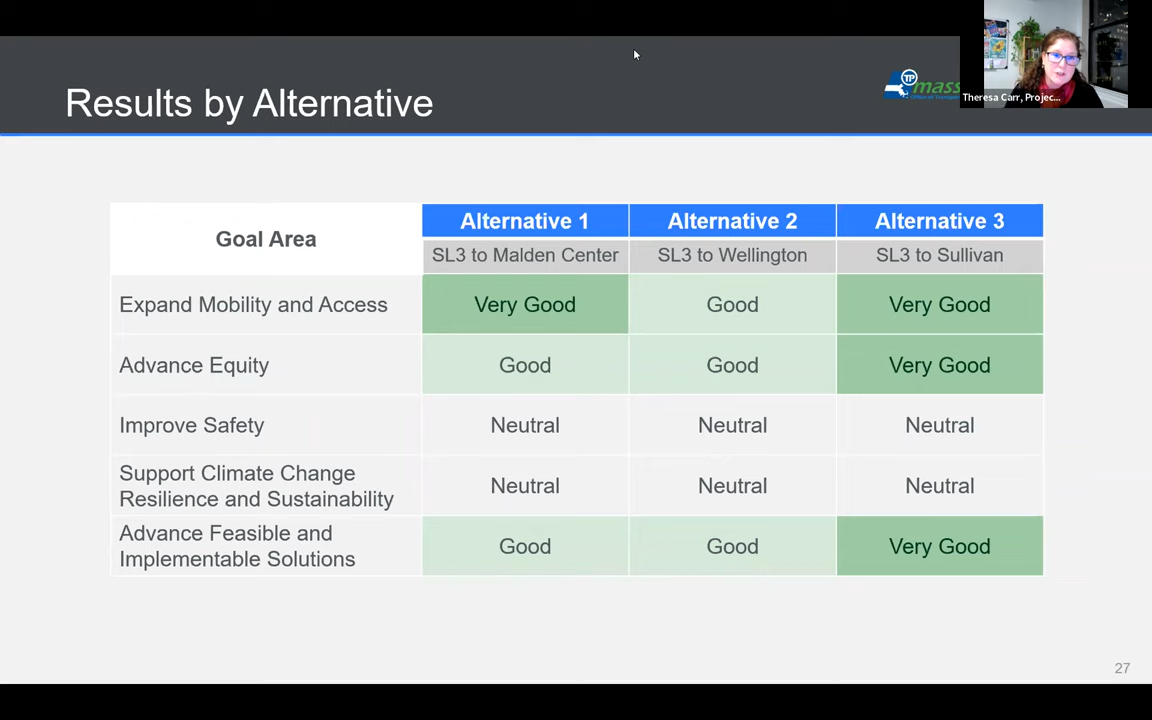 Results by Alternative
TP
mass
Theresa Carr, Projec...
Goal Area
Alternative 1
Alternative 2
Alternative 3
SL3 to Malden Center
SL3 to Wellington
SL3 to Sullivan
Expand Mobility and Access
Very Good
Good
Very Good
Advance Equity
Good
Good
Very Good
Improve Safety
Neutral
Neutral
Neutral
Support Climate Change
Resilience and Sustainability
Neutral
Neutral
Neutral
Advance Feasible and
Implementable Solutions
Good
Good
Very Good
27